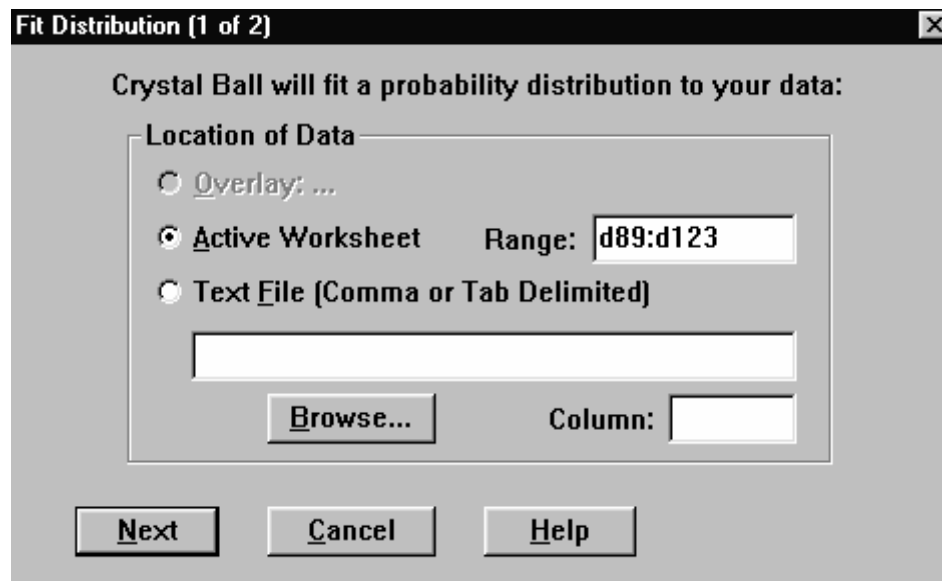 Fit Distribution (1 of 2)
Crystal Ball will fit a probability distribution to your data:
Location of Data
Overlay: ...
Active Worksheet Range: d89:d123
Text File (Comma or Tab Delimited)
Browse... Column:
Next Cancel Help